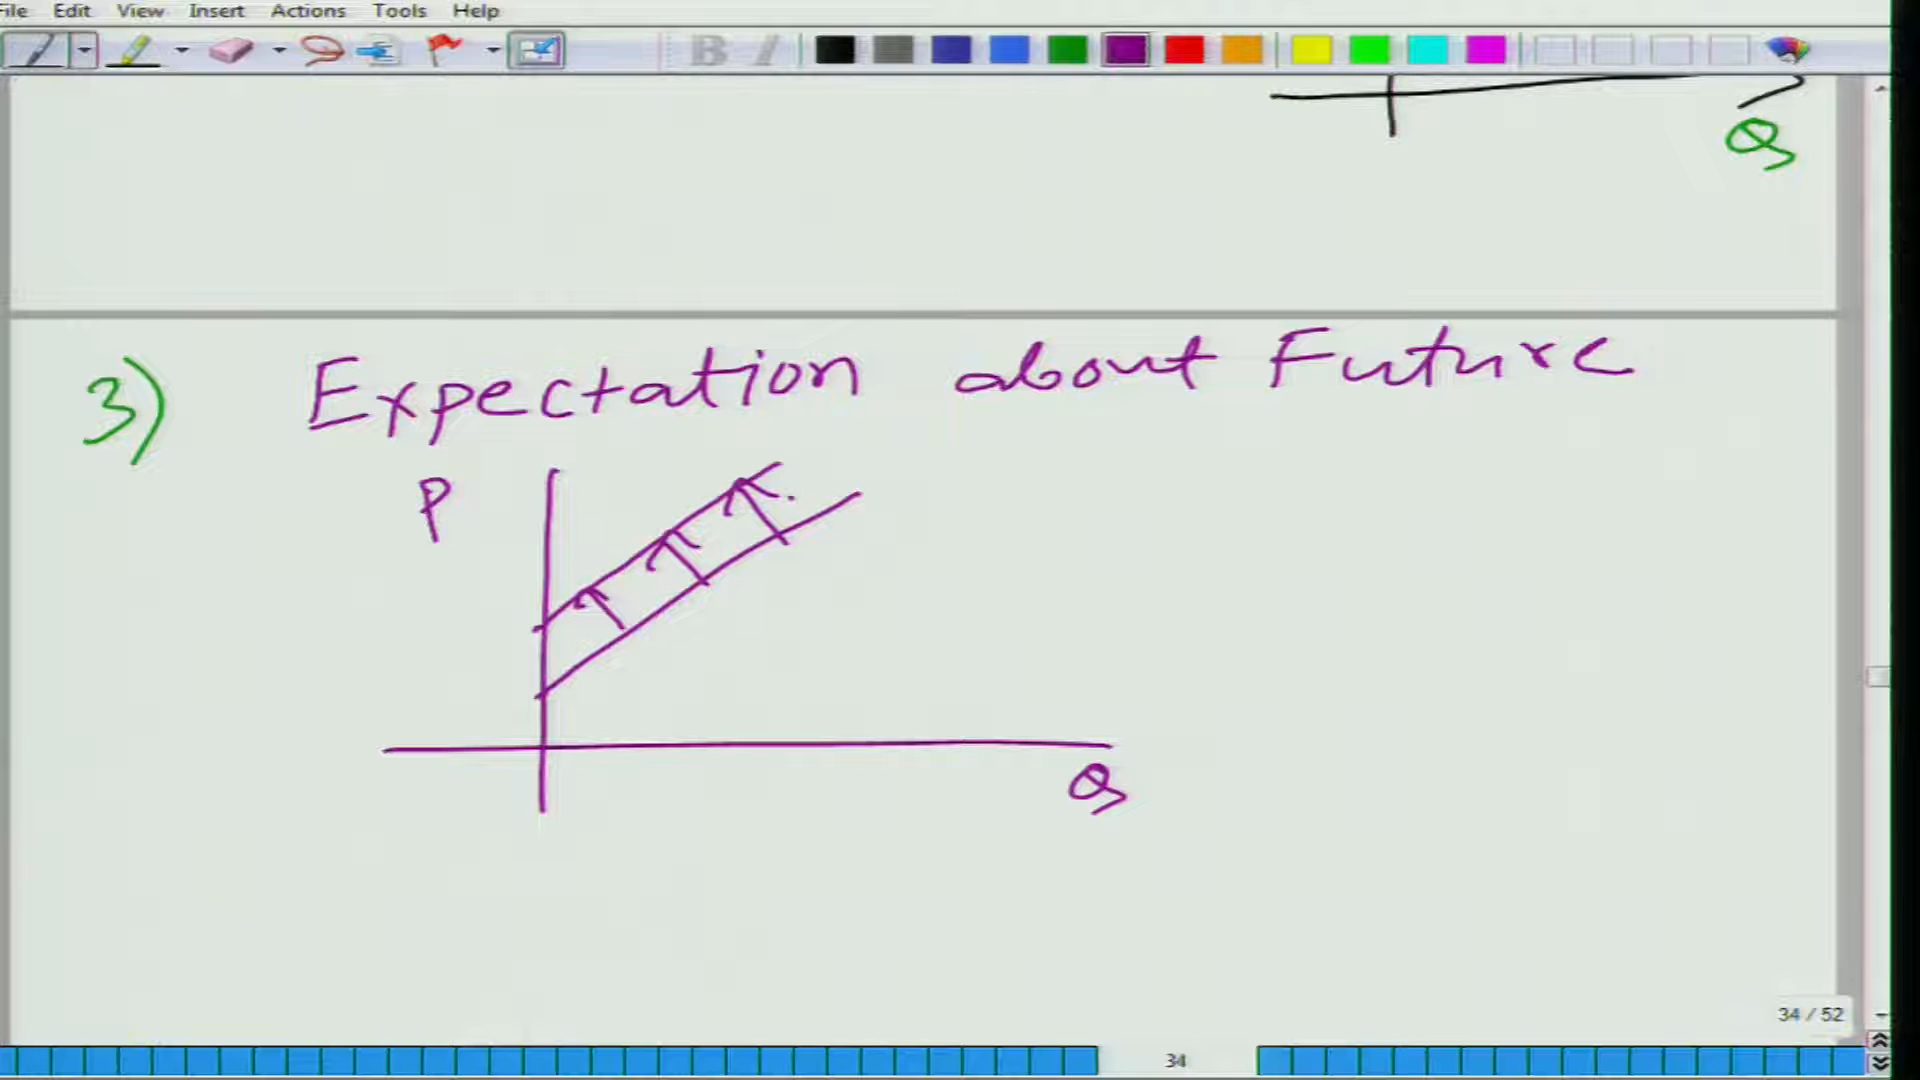 File Edit View Insert Actions Tools Help
B I
Q
3) Expectation about Future
P
Q
34 / 52
34